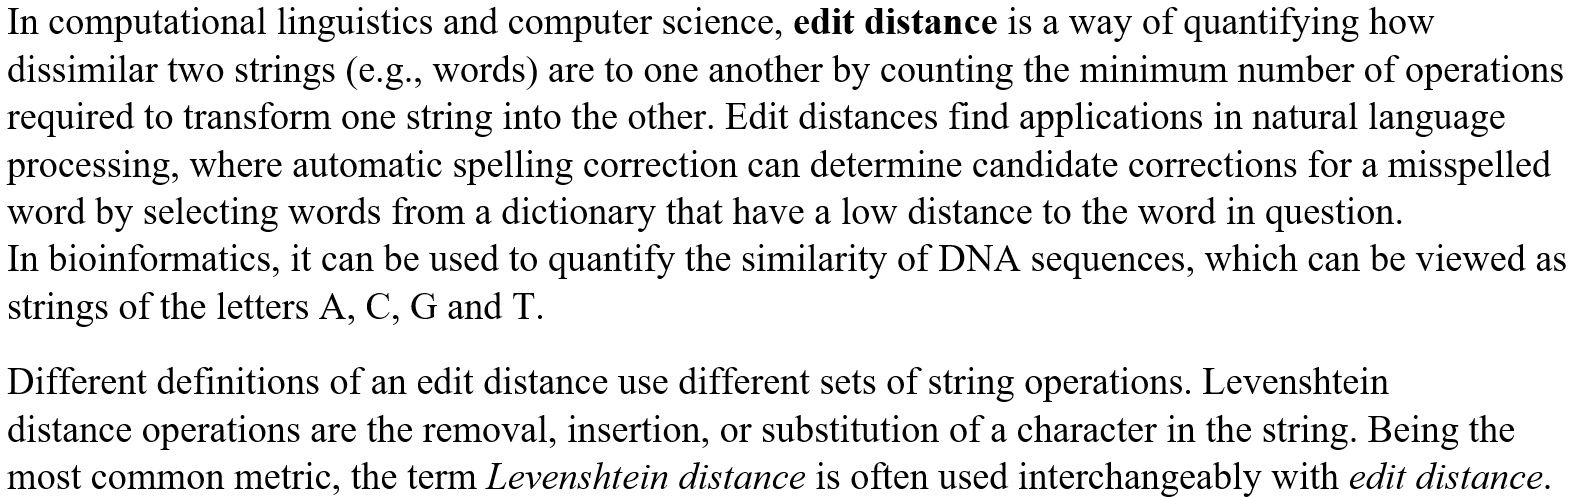 In computational linguistics and computer science, edit distance is a way of quantifying how
dissimilar two strings (e.g., words) are to one another by counting the minimum number of operations
required to transform one string into the other. Edit distances find applications in natural language
processing, where automatic spelling correction can determine candidate corrections for a misspelled
word by selecting words from a dictionary that have a low distance to the word in question.
In bioinformatics, it can be used to quantify the similarity of DNA sequences, which can be viewed as
strings of the letters A, C, G and T.
Different definitions of an edit distance use different sets of string operations. Levenshtein
distance operations are the removal, insertion, or substitution of a character in the string. Being the
most common metric, the term Levenshtein distance is often used interchangeably with edit distance.